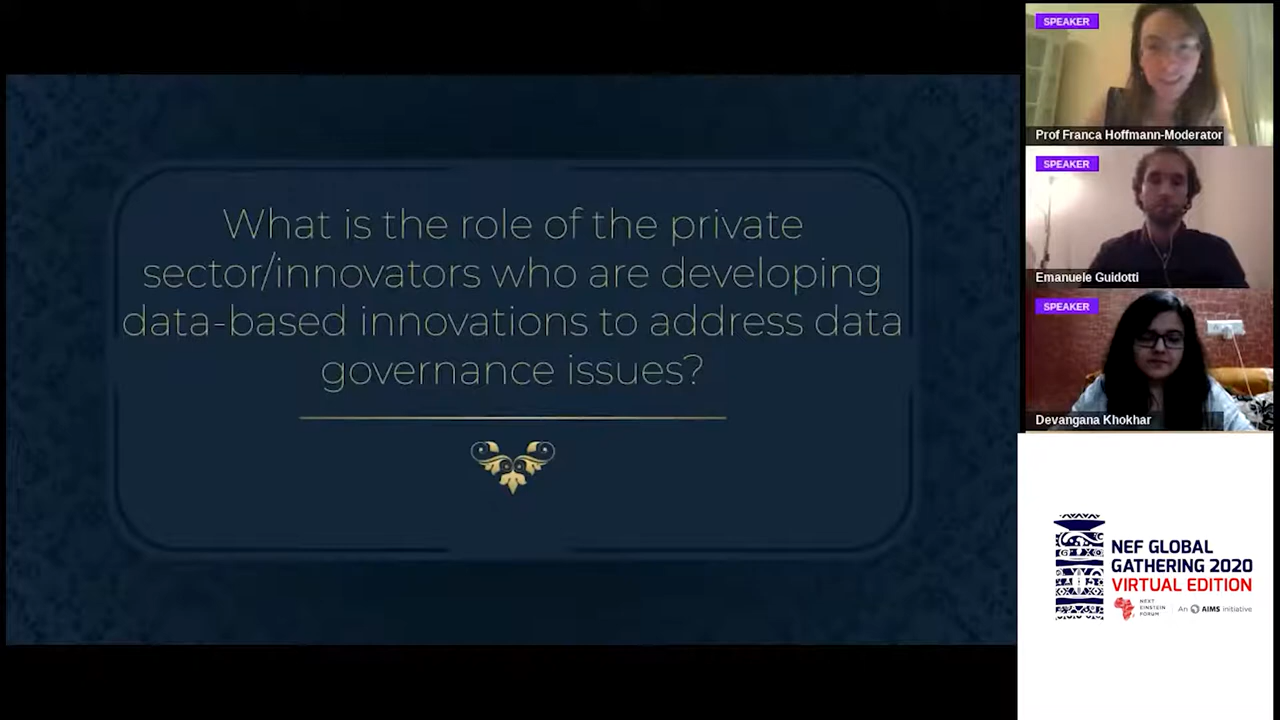 What is the role of the private
sector/innovators who are developing
data-based innovations to address data
governance issues?
SPEAKER
Prof Franca Hoffmann-Moderator
SPEAKER
Emanuele Guidotti
SPEAKER
Devangana Khokhar
NEF GLOBAL
GATHERING 2020
VIRTUAL EDITION
NEXT
EINSTEIN
FORUM
An AIMS initiative